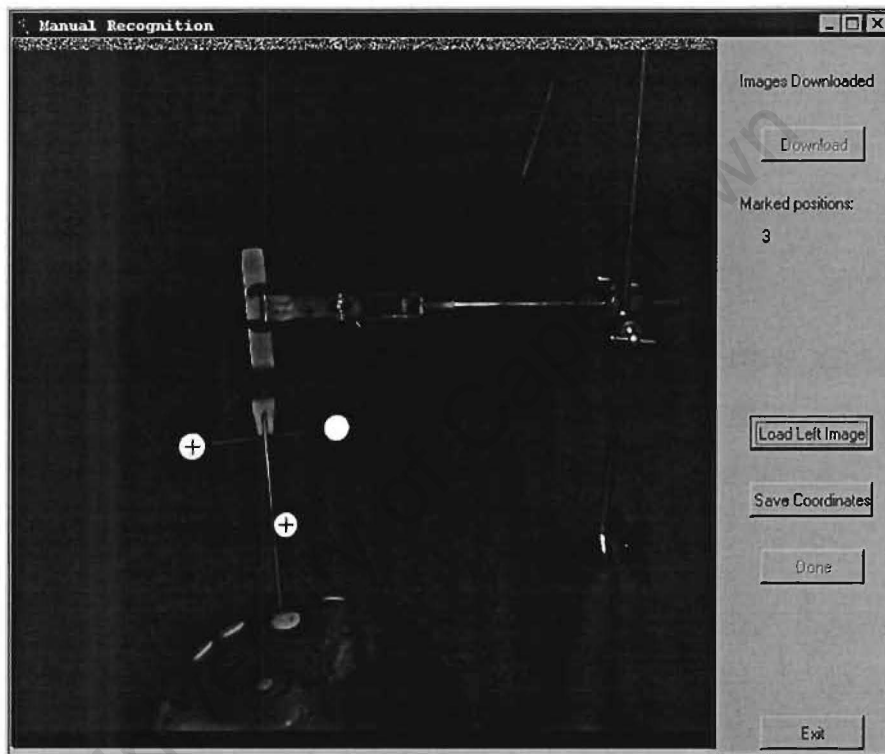 Manual Recognition
Images Downloaded
Download
Marked positions:
3
Load Left Image
Save Coordinates
Done
Exit